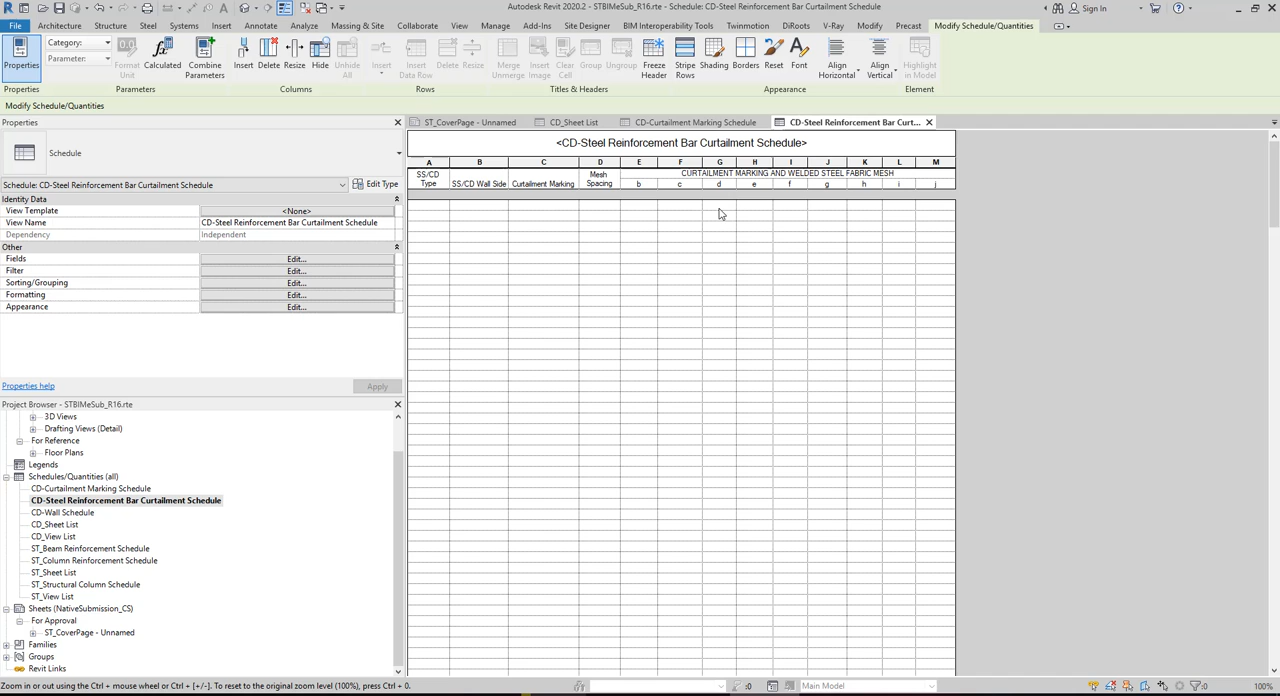 Autodesk Revit 2020.2 - STBIMeSub_R16.rte - Schedule: CD-Steel Reinforcement Bar Curtailment Schedule
Sign In
File Architecture Structure Steel Systems Insert Annotate Analyze Massing & Site Collaborate View Manage Add-Ins Site Designer BIM Interoperability Tools Twinmotion DiRoots V-Ray Modify Precast Modify Schedule/Quantities
Properties
Category:
Parameter:
Format Unit
Calculated
Combine Parameters
Insert Delete Resize Hide Unhide All
Insert
Insert Data Row
Delete Resize
Merge Unmerge
Insert Image
Clear Cell
Group Ungroup
Freeze Header
Stripe Rows
Shading Borders Reset Font
Align Horizontal
Align Vertical
Highlight in Model
Properties Parameters Columns Rows Titles & Headers Appearance Element
Modify Schedule/Quantities
Properties
Schedule
Schedule: CD-Steel Reinforcement Bar Curtailment Schedule
Edit Type
Identity Data
View Template <None>
View Name CD-Steel Reinforcement Bar Curtailment Schedule
Dependency Independent
Other
Fields Edit...
Filter Edit...
Sorting/Grouping Edit...
Formatting Edit...
Appearance Edit...
Properties help
Apply
Project Browser - STBIMeSub_R16.rte
3D Views
Drafting Views (Detail)
For Reference
Floor Plans
Legends
Schedules/Quantities (all)
CD-Curtailment Marking Schedule
CD-Steel Reinforcement Bar Curtailment Schedule
CD-Wall Schedule
CD_Sheet List
CD_View List
ST_Beam Reinforcement Schedule
ST_Column Reinforcement Schedule
ST_Sheet List
ST_Structural Column Schedule
ST_View List
Sheets (NativeSubmission_CS)
For Approval
ST_CoverPage - Unnamed
Families
Groups
Revit Links
ST_CoverPage - Unnamed
CD_Sheet List
CD-Curtailment Marking Schedule
CD-Steel Reinforcement Bar Curt...
<CD-Steel Reinforcement Bar Curtailment Schedule>
A B C D E F G H I J K L M
SS/CD Type
SS/CD Wall Side
Curtailment Marking
Mesh Spacing
CURTAILMENT MARKING AND WELDED STEEL FABRIC MESH
b c d e f g h i j
Zoom in or out using the Ctrl + mouse wheel or Ctrl + [+/-]. To reset to the original zoom level (100%), press Ctrl + 0.
:0
Main Model
:0
100%